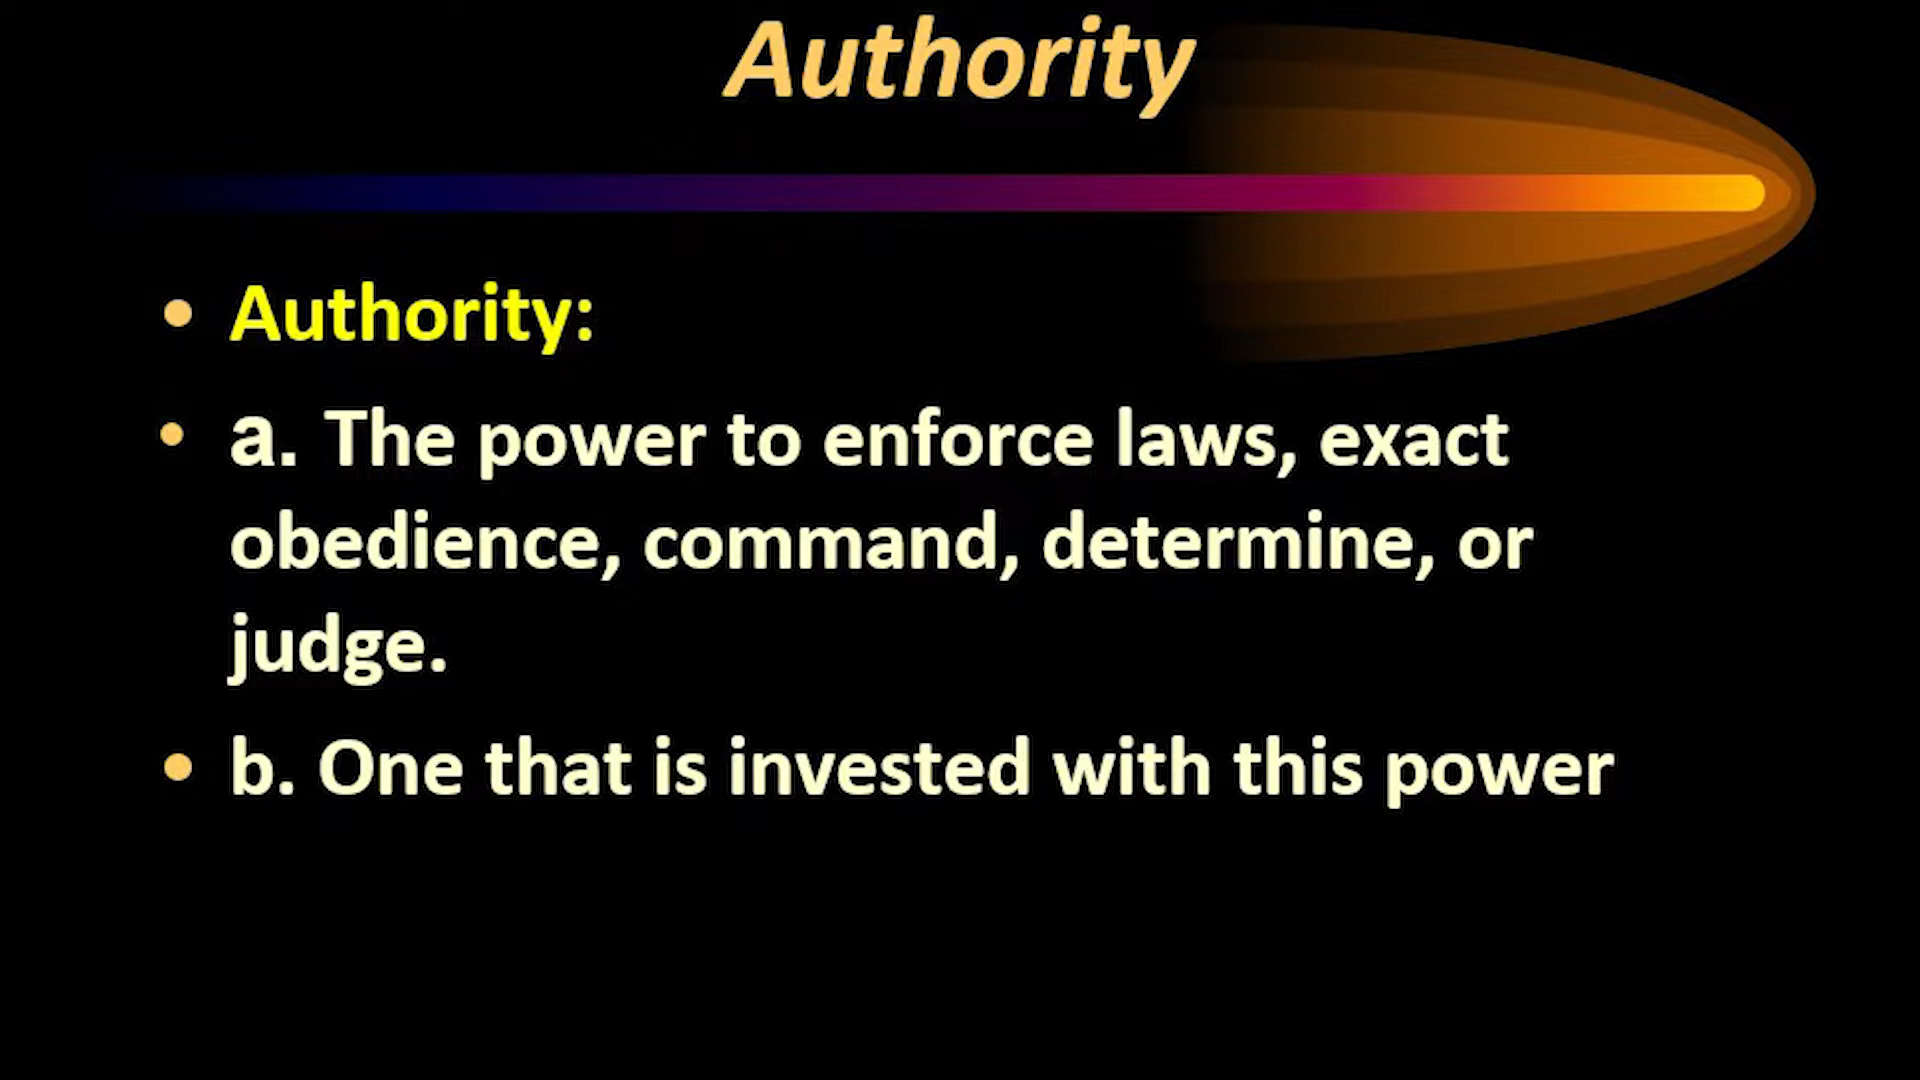 Authority
• Authority:
• a. The power to enforce laws, exact
obedience, command, determine, or
judge.
• b. One that is invested with this power